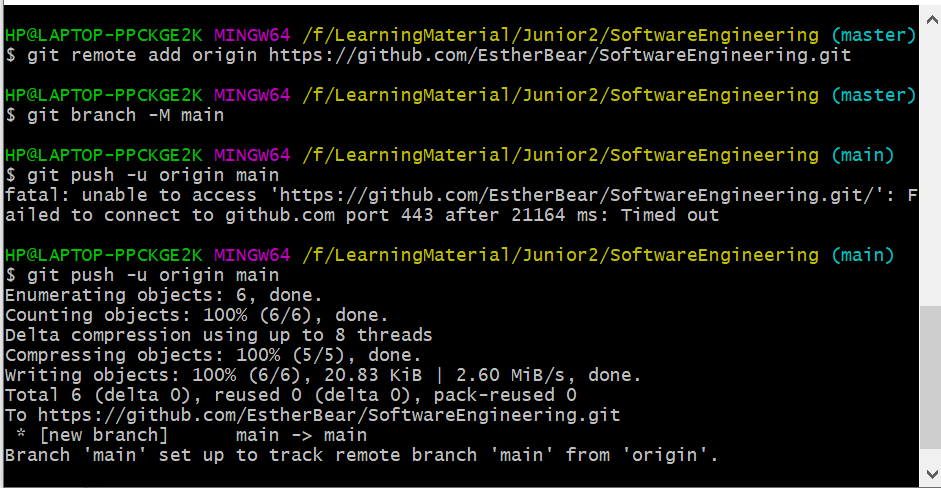 HP@LAPTOP-PPCKGE2K MINGW64 /f/LearningMaterial/Junior2/SoftwareEngineering (master)
$ git remote add origin https://github.com/EstherBear/SoftwareEngineering.git
HP@LAPTOP-PPCKGE2K MINGW64 /f/LearningMaterial/Junior2/SoftwareEngineering (master)
$ git branch -M main
HP@LAPTOP-PPCKGE2K MINGW64 /f/LearningMaterial/Junior2/SoftwareEngineering (main)
$ git push -u origin main
fatal: unable to access 'https://github.com/EstherBear/SoftwareEngineering.git/': F
ailed to connect to github.com port 443 after 21164 ms: Timed out
HP@LAPTOP-PPCKGE2K MINGW64 /f/LearningMaterial/Junior2/SoftwareEngineering (main)
$ git push -u origin main
Enumerating objects: 6, done.
Counting objects: 100% (6/6), done.
Delta compression using up to 8 threads
Compressing objects: 100% (5/5), done.
Writing objects: 100% (6/6), 20.83 KiB | 2.60 MiB/s, done.
Total 6 (delta 0), reused 0 (delta 0), pack-reused 0
To https://github.com/EstherBear/SoftwareEngineering.git
 * [new branch]      main -> main
Branch 'main' set up to track remote branch 'main' from 'origin'.